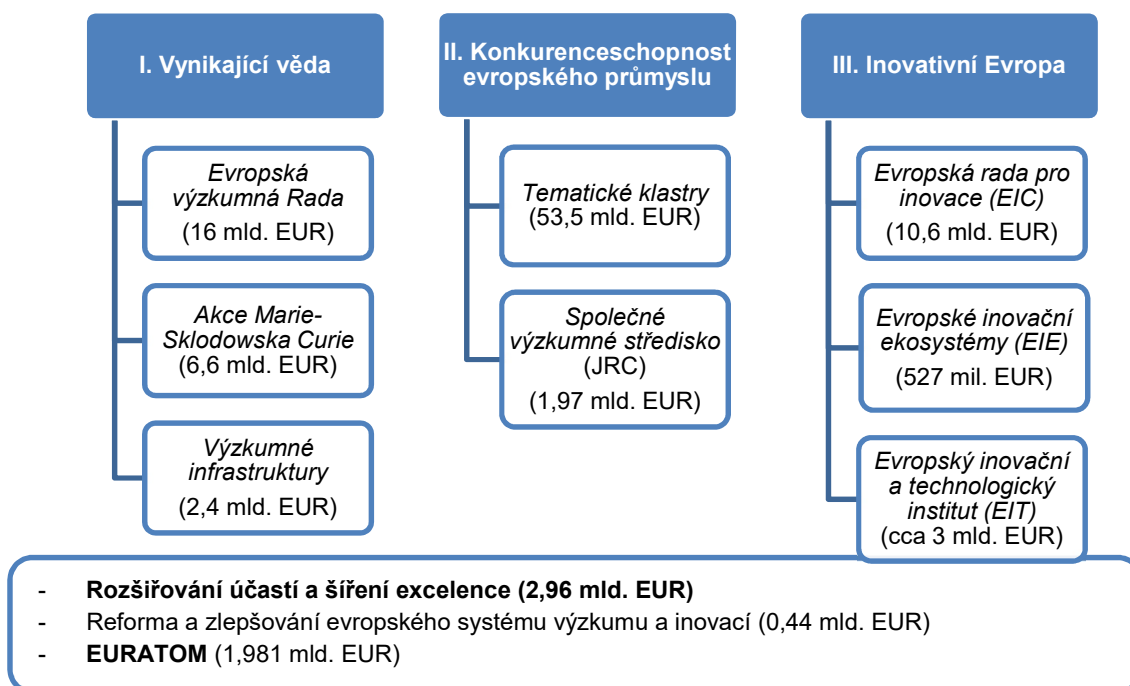 I. Vynikající věda
Evropská
výzkumná Rada
(16 mld. EUR)
Akce Marie-
Sklodowska Curie
(6,6 mld. EUR)
Výzkumné
infrastruktury
(2,4 mld. EUR)
II. Konkurenceschopnost
evropského průmyslu
Tematické klastry
(53,5 mld. EUR)
Společné
výzkumné středisko
(JRC)
(1,97 mld. EUR)
III. Inovativní Evropa
Evropská rada pro
inovace (EIC)
(10,6 mld. EUR)
Evropské inovační
ekosystémy (EIE)
(527 mil. EUR)
Evropský inovační
a technologický
institut (EIT)
(cca 3 mld. EUR)
- Rozšiřování účastí a šíření excelence (2,96 mld. EUR)
- Reforma a zlepšování evropského systému výzkumu a inovací (0,44 mld. EUR)
- EURATOM (1,981 mld. EUR)